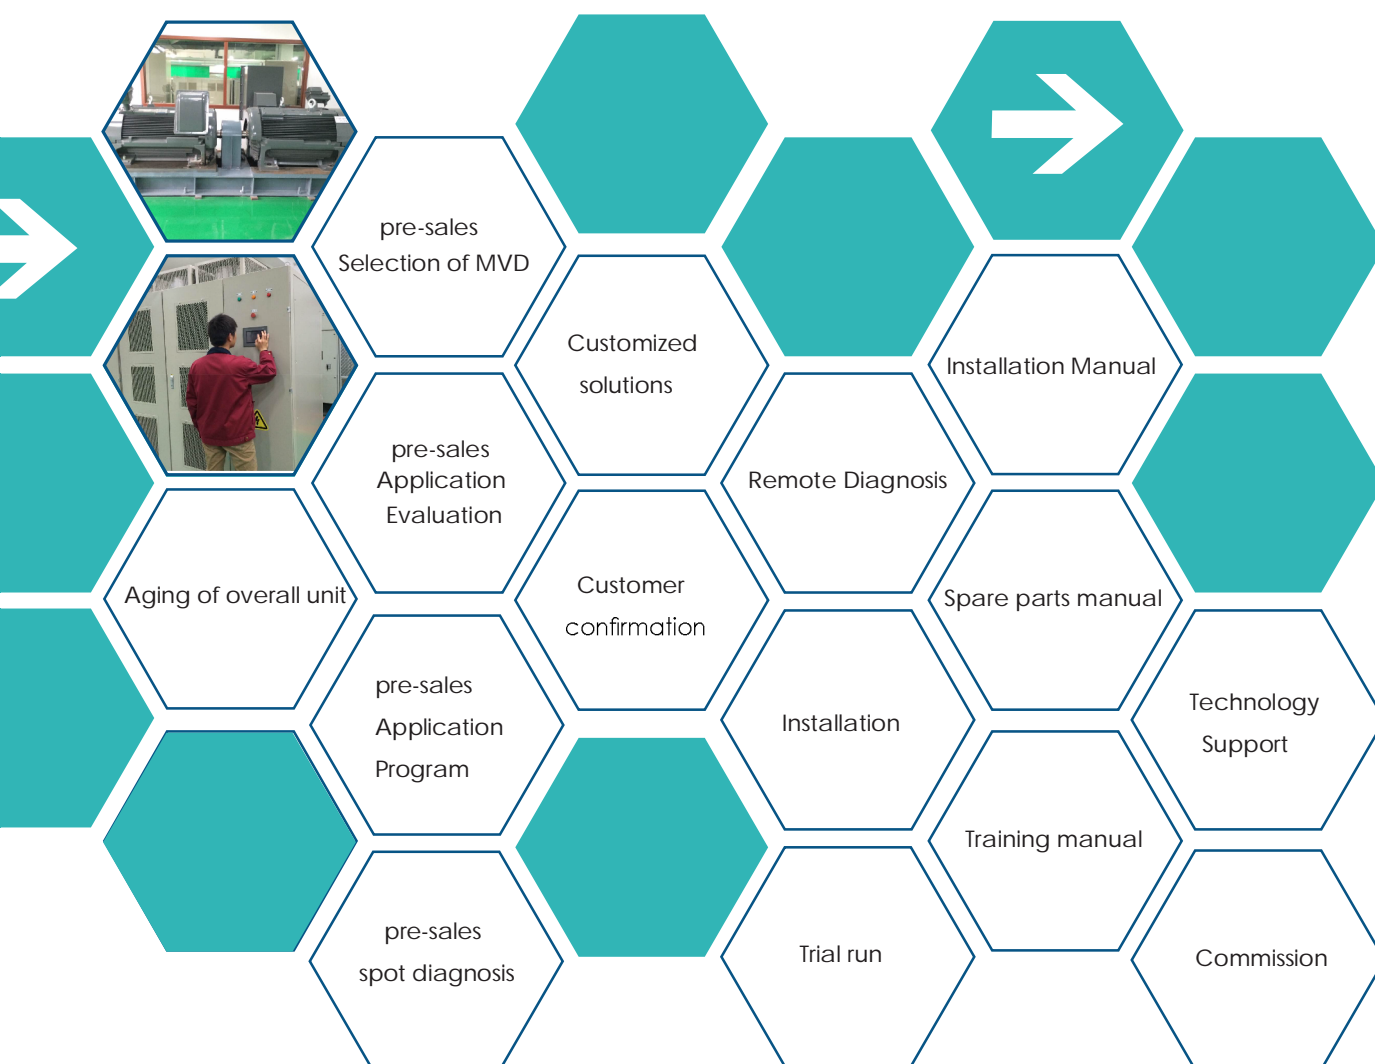 pre-sales
Selection of MVD
Customized
solutions
Installation Manual
pre-sales
Application
Evaluation
Remote Diagnosis
Aging of overall unit
Customer
confirmation
Spare parts manual
pre-sales
Application
Program
Installation
Technology
Support
Training manual
pre-sales
spot diagnosis
Trial run
Commission